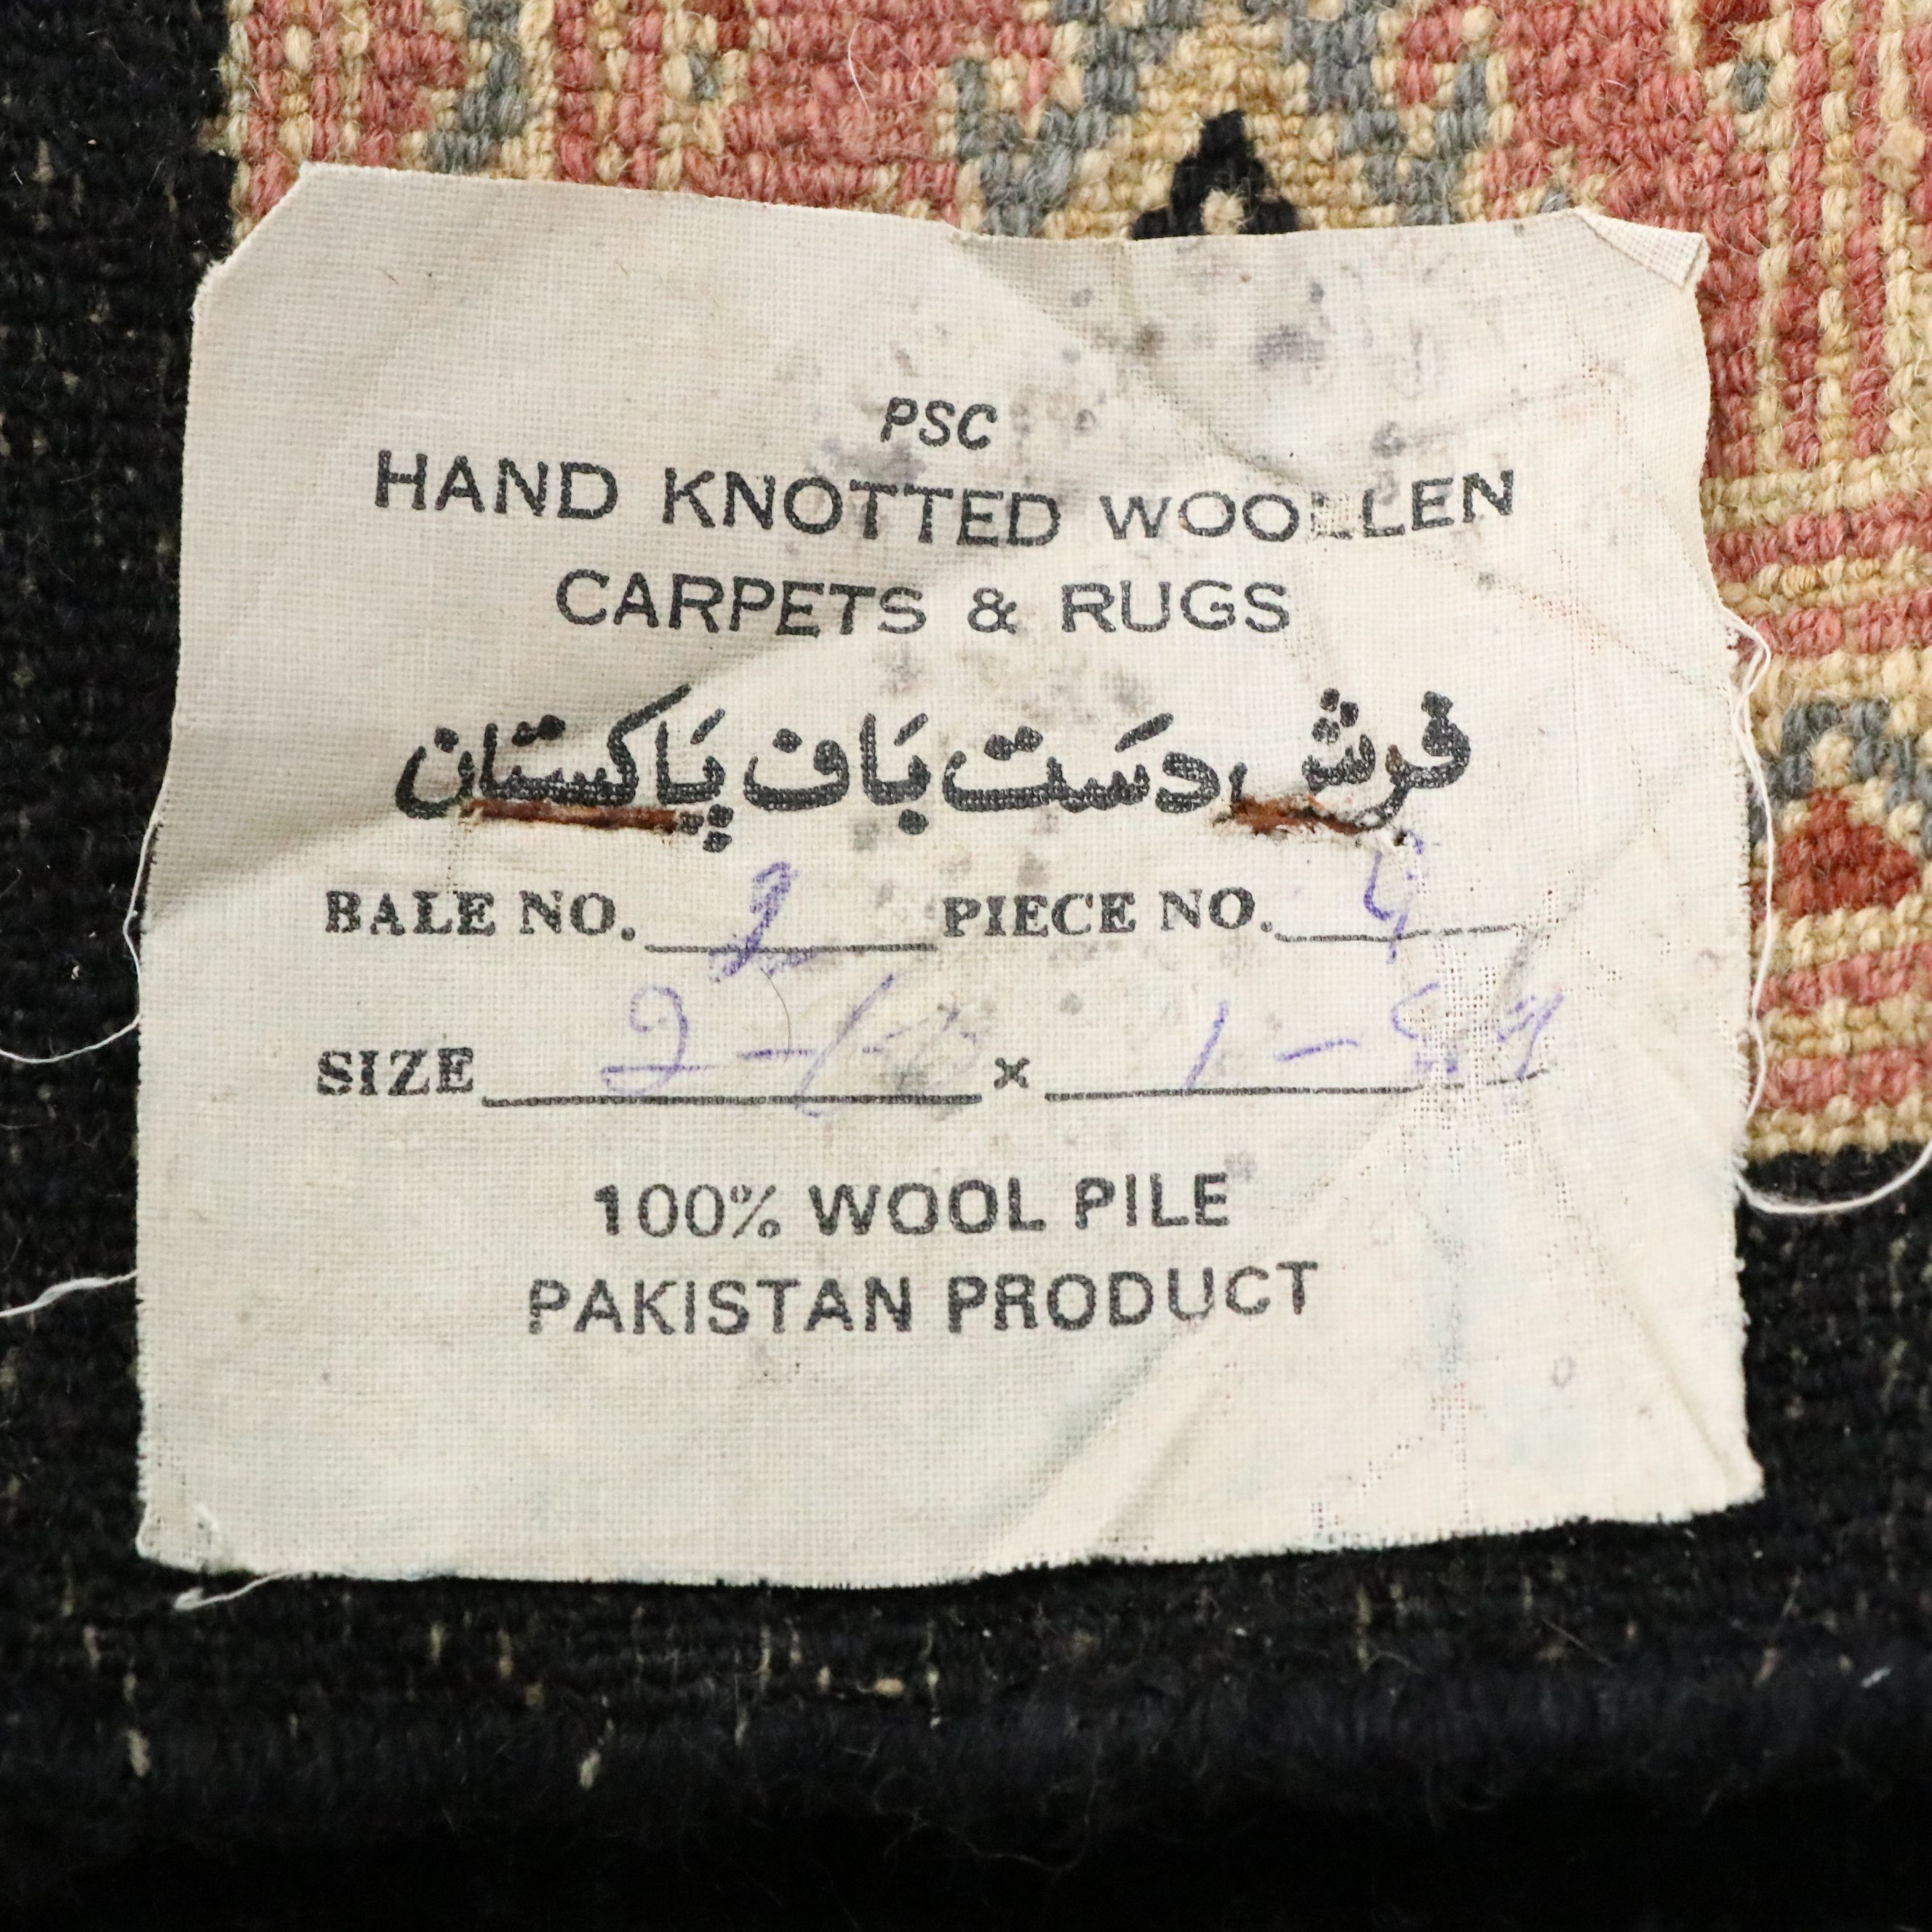 PSC
HAND KNOTTED WOOLLEN
CARPETS & RUGS
فرش دست باف پاکستان
BALE NO. PIECE NO.
SIZE x 1 -
100% WOOL PILE
PAKISTAN PRODUCT